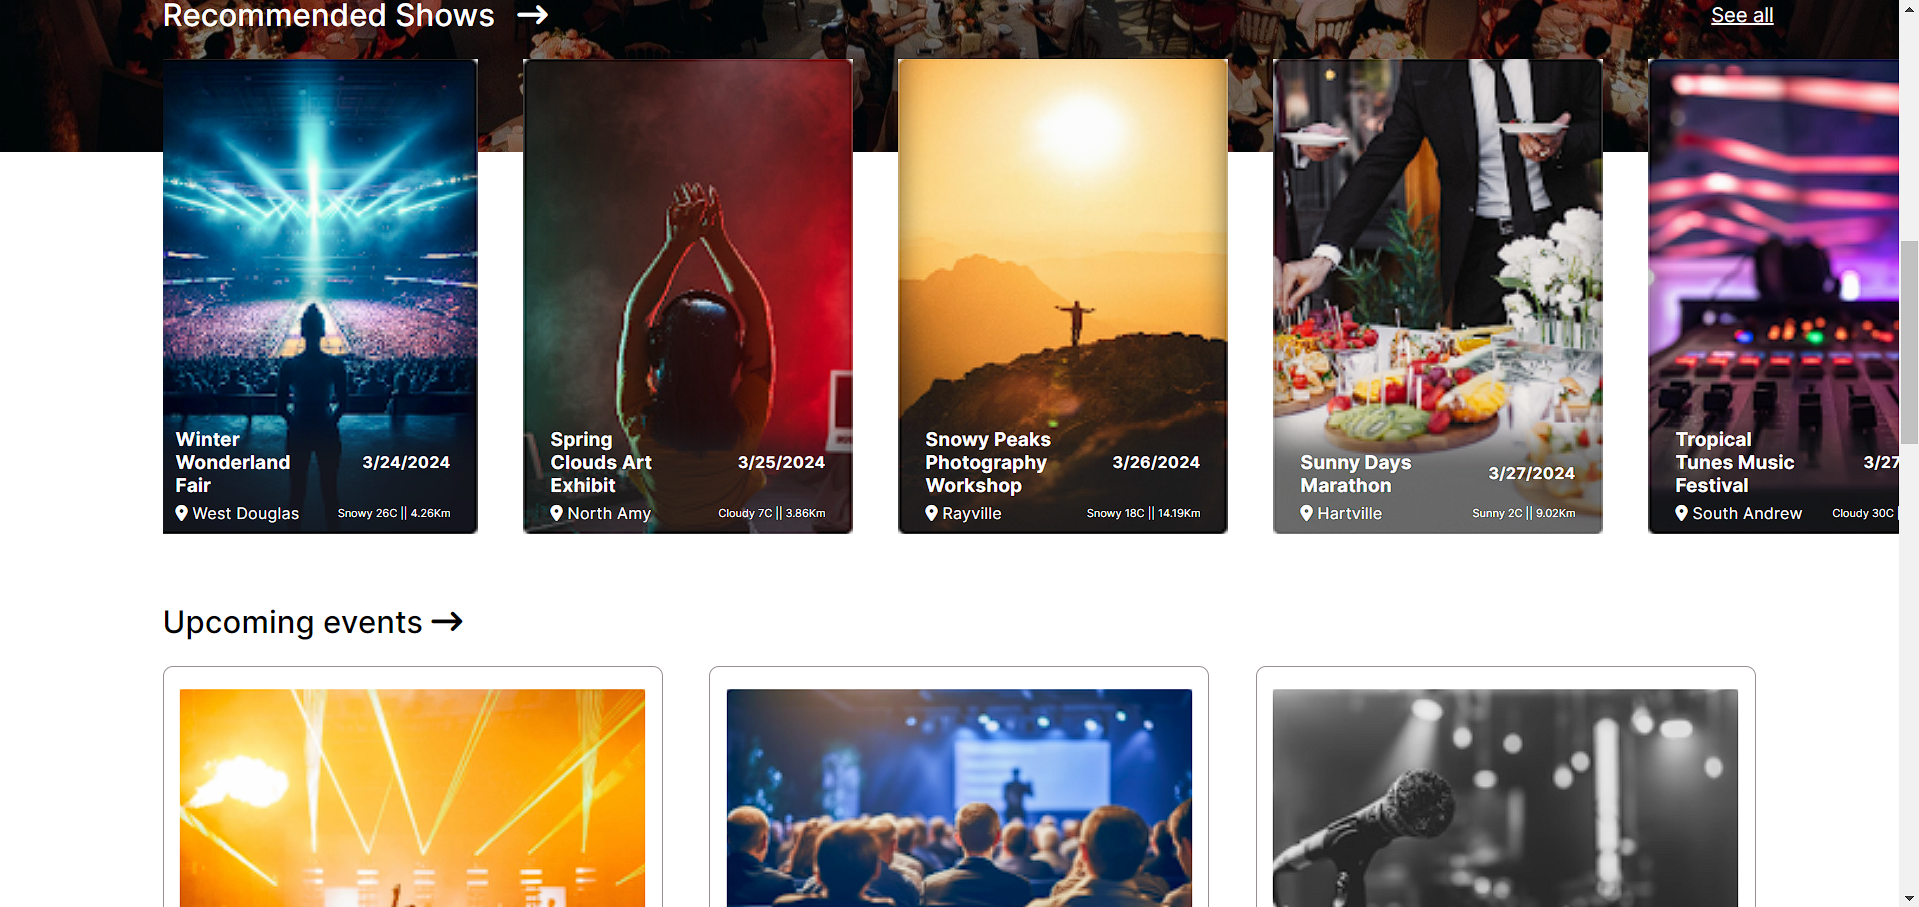 Recommended Shows
See all
Winter
Wonderland
Fair
3/24/2024
West Douglas
Snowy 26C || 4.26Km
Spring
Clouds Art
Exhibit
3/25/2024
North Amy
Cloudy 7C || 3.86Km
Snowy Peaks
Photography
Workshop
3/26/2024
Rayville
Snowy 18C || 14.19Km
Sunny Days
Marathon
3/27/2024
Hartville
Sunny 2C || 9.02Km
Tropical
Tunes Music
Festival
3/27
South Andrew
Cloudy 30C |
Upcoming events